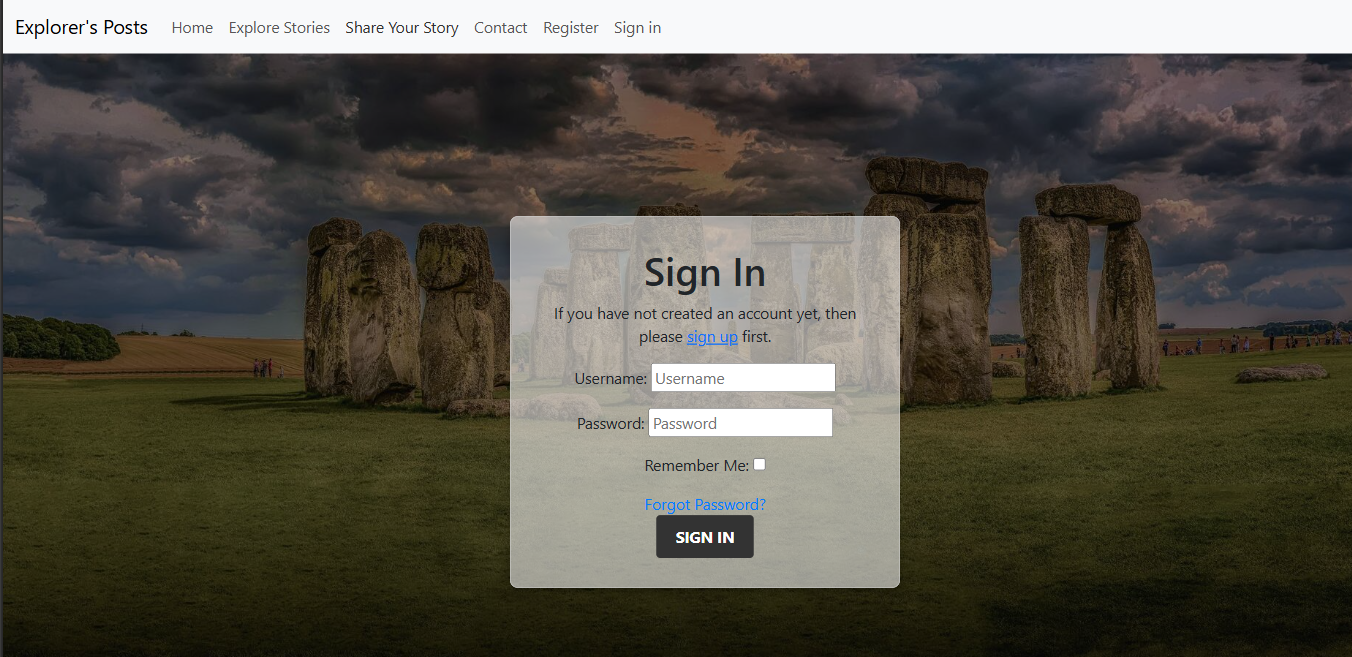 Explorer's Posts Home Explore Stories Share Your Story Contact Register Sign in
Sign In
If you have not created an account yet, then
please sign up first.
Username: Username
Password: Password
Remember Me:
Forgot Password?
SIGN IN